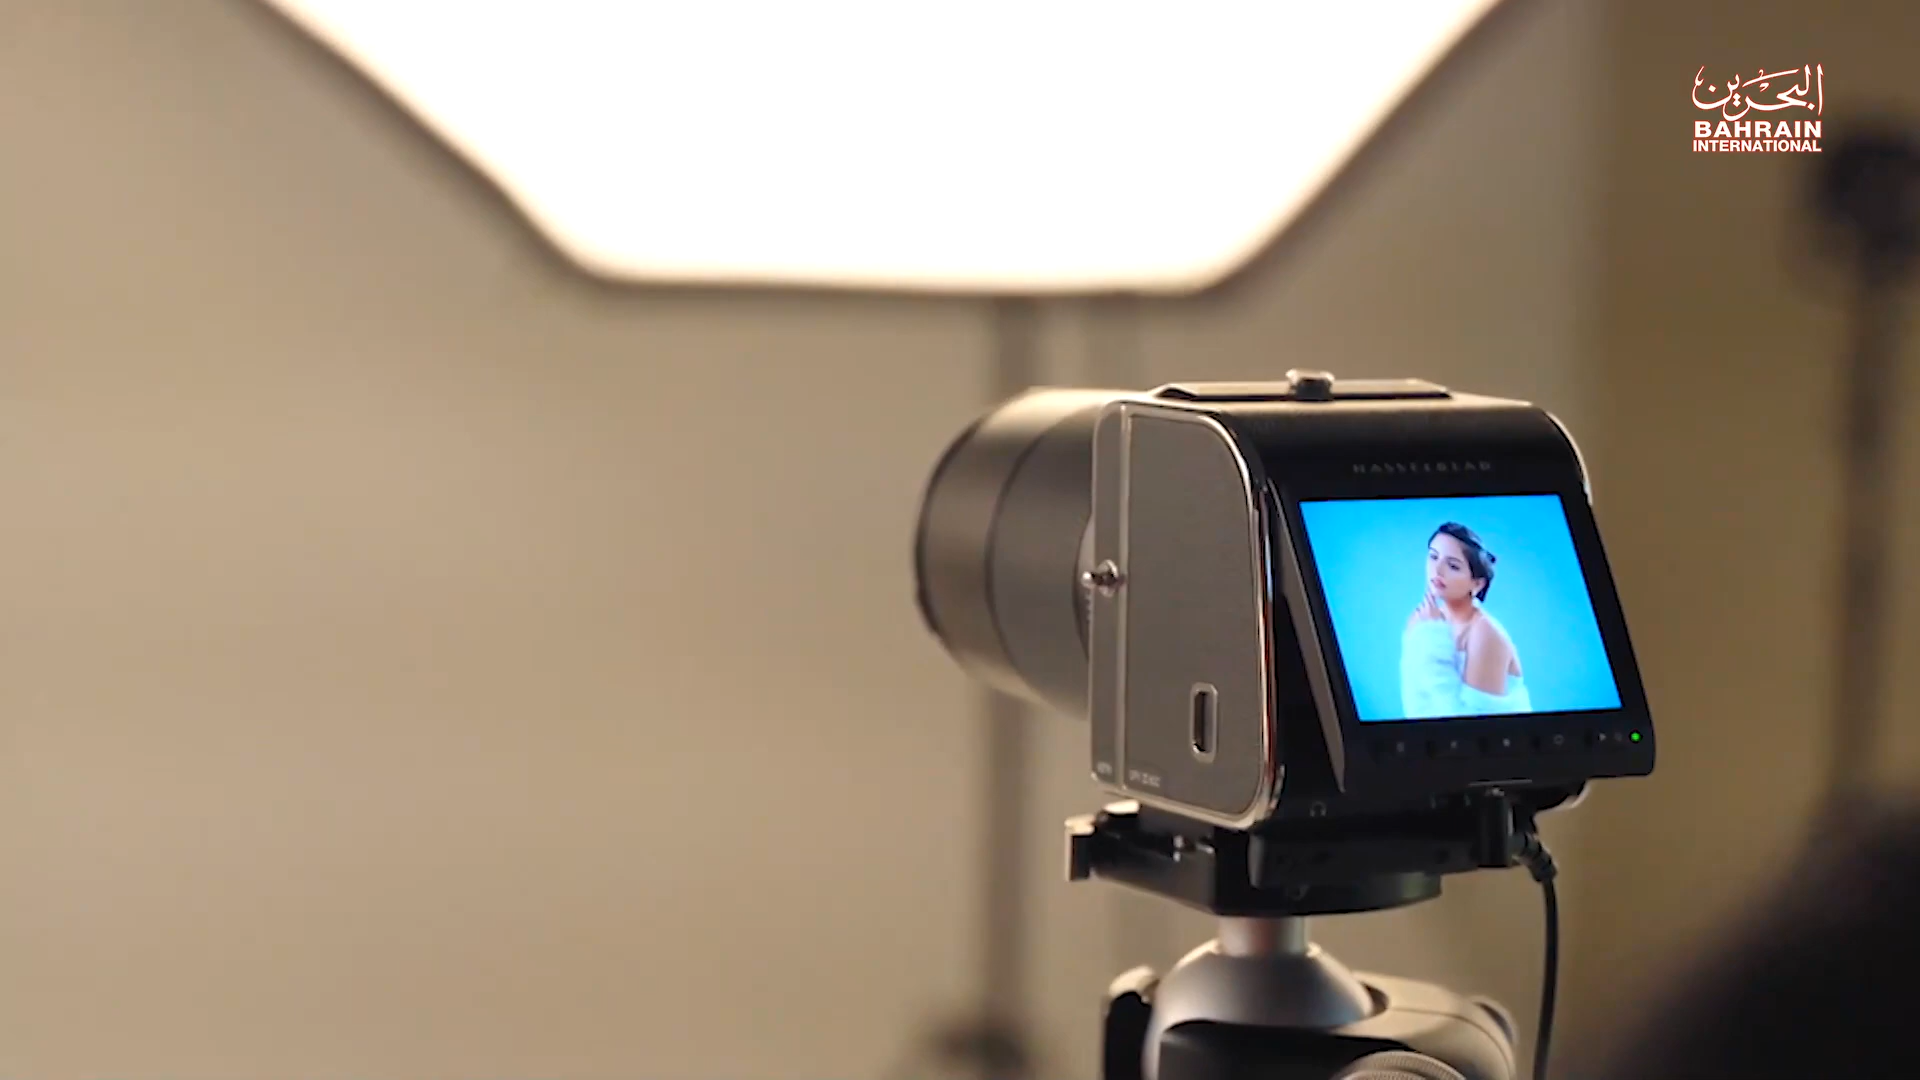 البحرين
BAHRAIN
INTERNATIONAL
HASSELBLAD